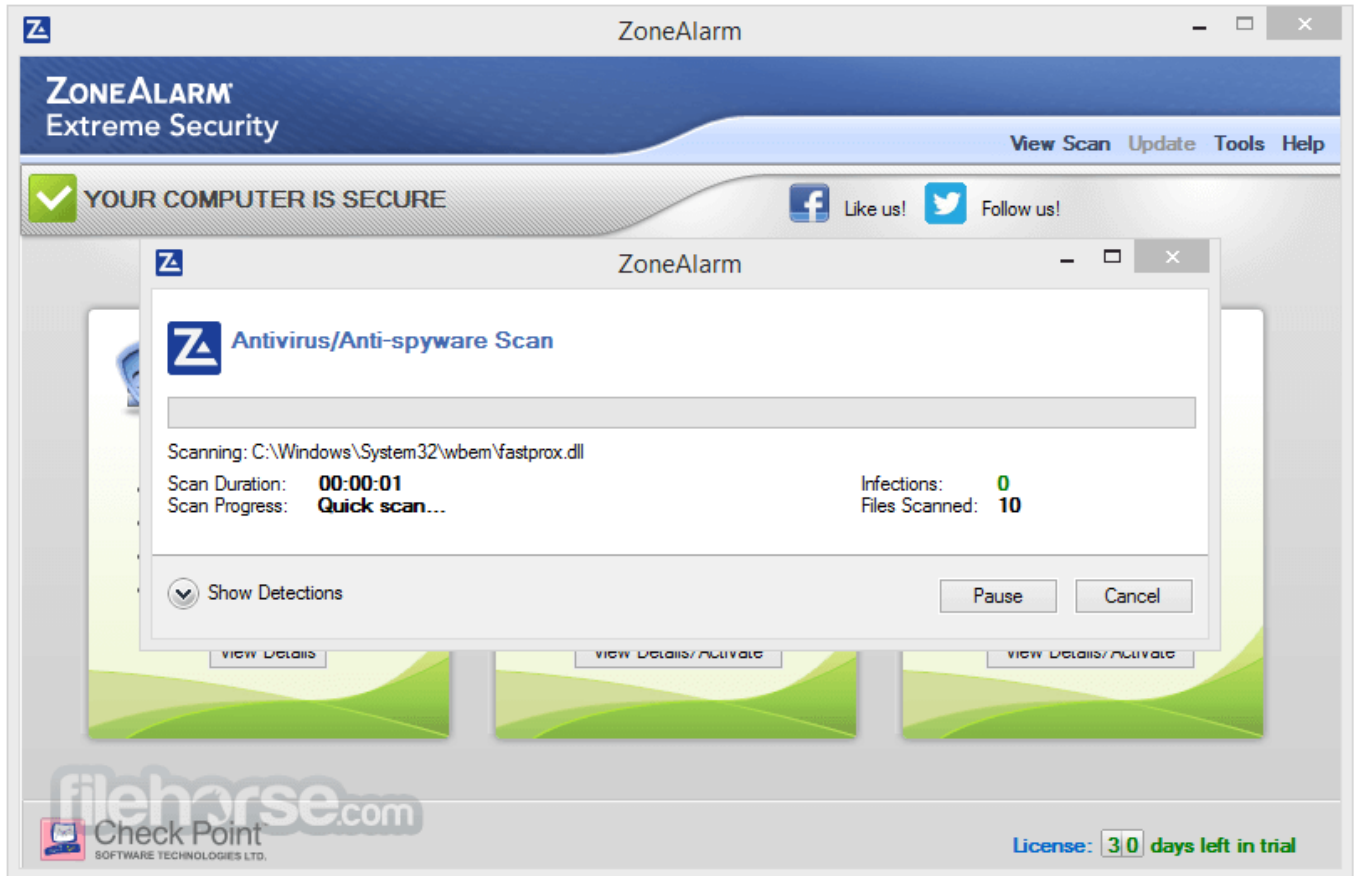 ZoneAlarm
ZONEALARM®
Extreme Security
View Scan Update Tools Help
YOUR COMPUTER IS SECURE
Like us! Follow us!
ZoneAlarm
Antivirus/Anti-spyware Scan
Scanning: C:\Windows\System32\wbem\fastprox.dll
Scan Duration: 00:00:01 Infections: 0
Scan Progress: Quick scan... Files Scanned: 10
Show Detections Pause Cancel
View Details View Details/Activate View Details/Activate
filehorse.com
Check Point™
SOFTWARE TECHNOLOGIES LTD.
License: 30 days left in trial